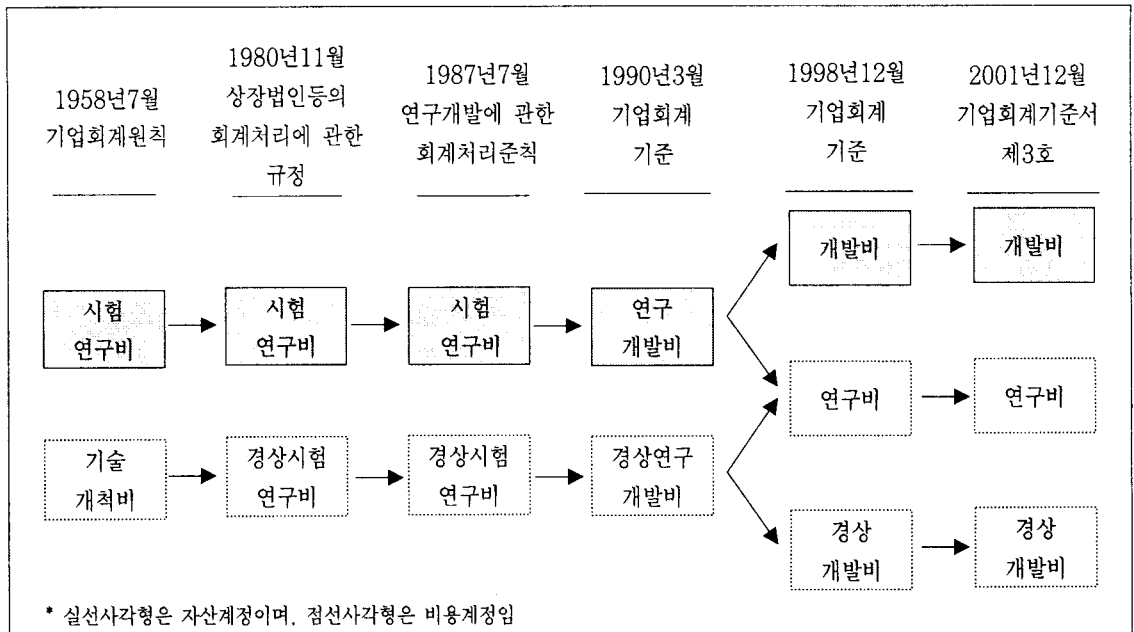 1958년7월
기업회계원칙
1980년11월
상장법인등의
회계처리에 관한
규정
1987년7월
연구개발에 관한
회계처리준칙
1990년3월
기업회계
기준
1998년12월
기업회계
기준
2001년12월
기업회계기준서
제3호
개발비
개발비
시험
연구비
시험
연구비
시험
연구비
연구
개발비
연구비
연구비
기술
개척비
경상시험
연구비
경상시험
연구비
경상연구
개발비
경상
개발비
경상
개발비
* 실선사각형은 자산계정이며, 점선사각형은 비용계정임